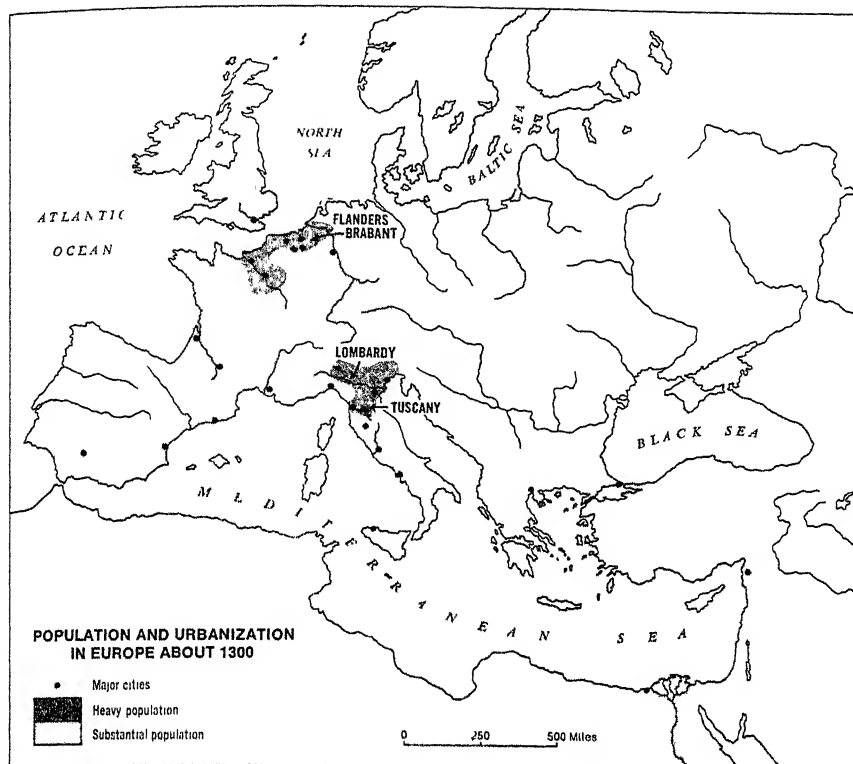 NORTH
SEA
BALTIC SEA
ATLANTIC
OCEAN
FLANDERS
BRABANT
LOMBARDY
TUSCANY
BLACK SEA
MEDITERRANEAN SEA
POPULATION AND URBANIZATION
IN EUROPE ABOUT 1300
Major cities
Heavy population
Substantial population
0 250 500 Miles